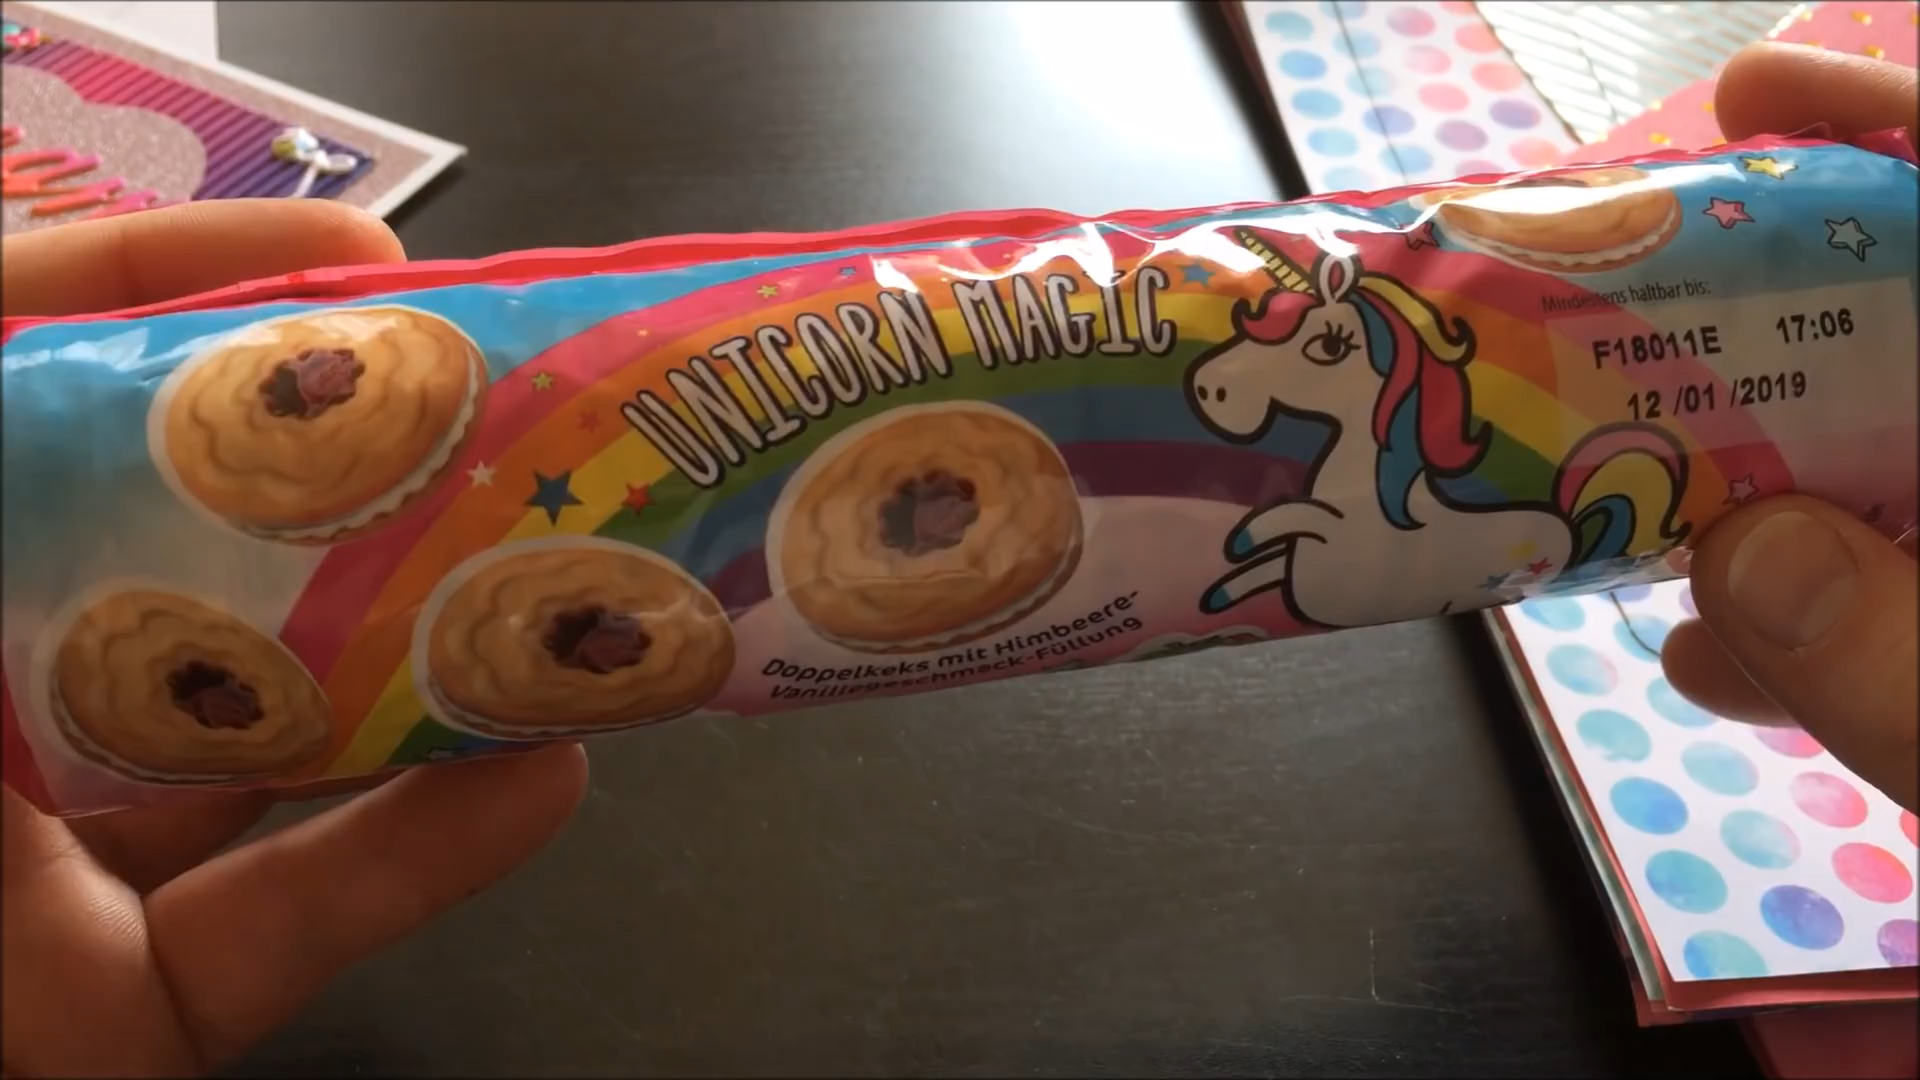 UNICORN MAGIC
Doppelkeks mit Himbeere-
Vanillegeschmack-Füllung
Mindestens haltbar bis:
F18011E 17:06
12 /01 /2019